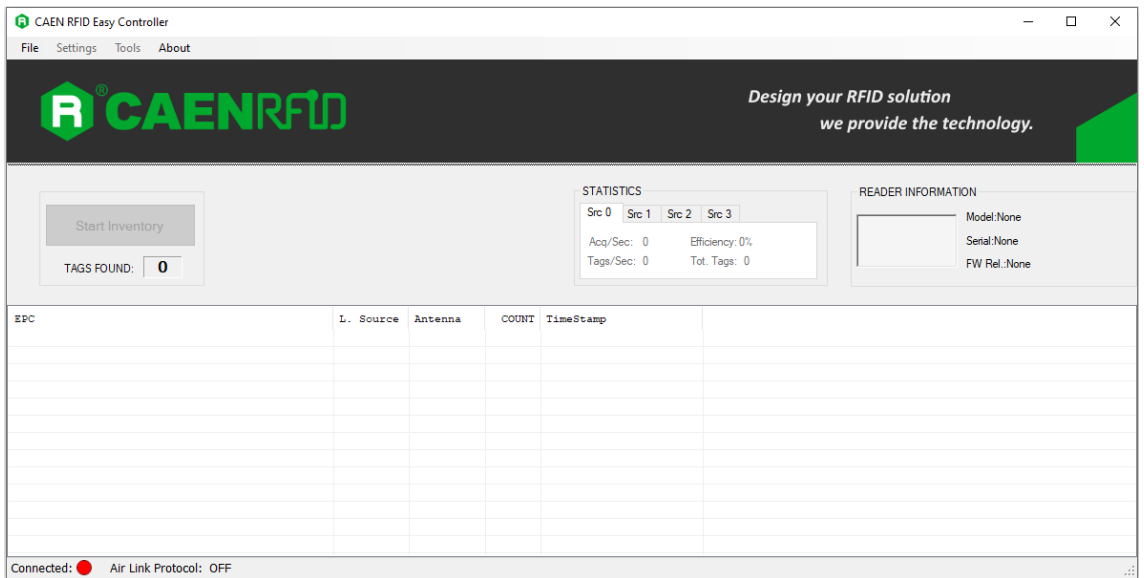 CAEN RFID Easy Controller
File Settings Tools About
R ® CAENRFID
Design your RFID solution
we provide the technology.
Start Inventory
TAGS FOUND: 0
STATISTICS
Src 0 Src 1 Src 2 Src 3
Acq/Sec: 0 Efficiency: 0%
Tags/Sec: 0 Tot. Tags: 0
READER INFORMATION
Model:None
Serial:None
FW Rel.:None
EPC L. Source Antenna COUNT TimeStamp
Connected: Air Link Protocol: OFF